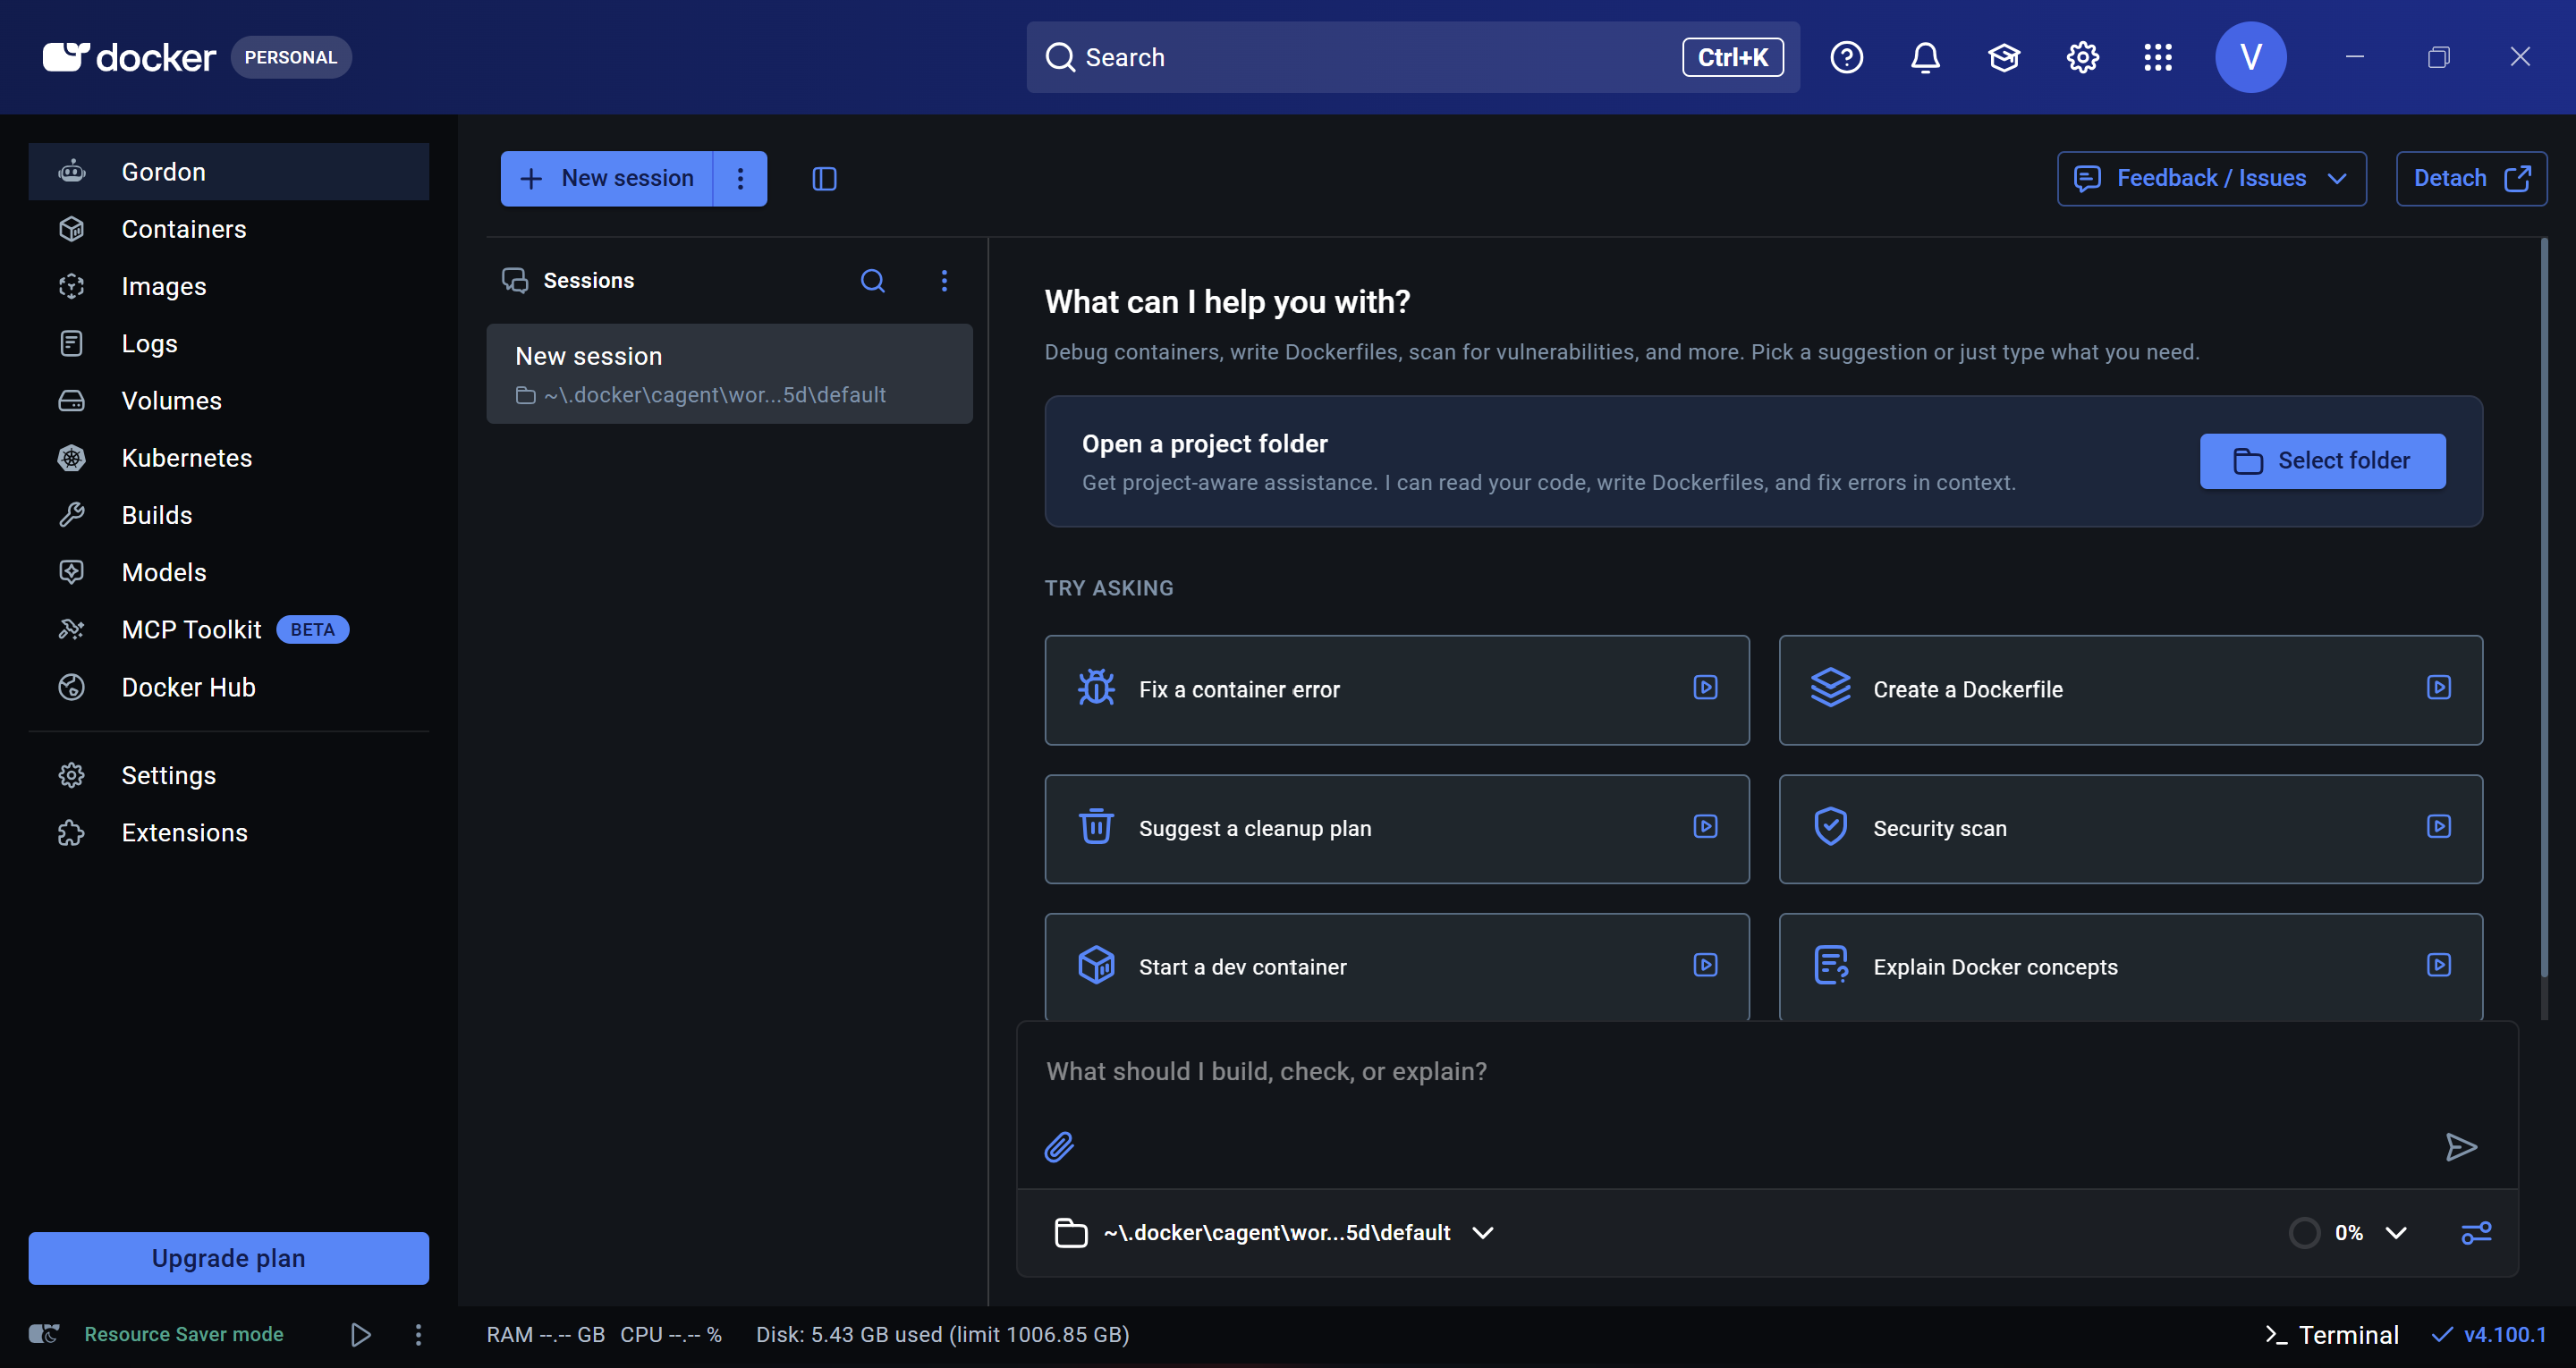 docker PERSONAL
Search Ctrl+K
V
Gordon
Containers
Images
Logs
Volumes
Kubernetes
Builds
Models
MCP Toolkit BETA
Docker Hub
Settings
Extensions
Upgrade plan
New session
Feedback / Issues
Detach
Sessions
New session
~\.docker\cagent\wor...5d\default
What can I help you with?
Debug containers, write Dockerfiles, scan for vulnerabilities, and more. Pick a suggestion or just type what you need.
Open a project folder
Get project-aware assistance. I can read your code, write Dockerfiles, and fix errors in context.
Select folder
TRY ASKING
Fix a container error
Create a Dockerfile
Suggest a cleanup plan
Security scan
Start a dev container
Explain Docker concepts
What should I build, check, or explain?
~\.docker\cagent\wor...5d\default
0%
Resource Saver mode
RAM --.-- GB CPU --.-- % Disk: 5.43 GB used (limit 1006.85 GB)
Terminal
v4.100.1